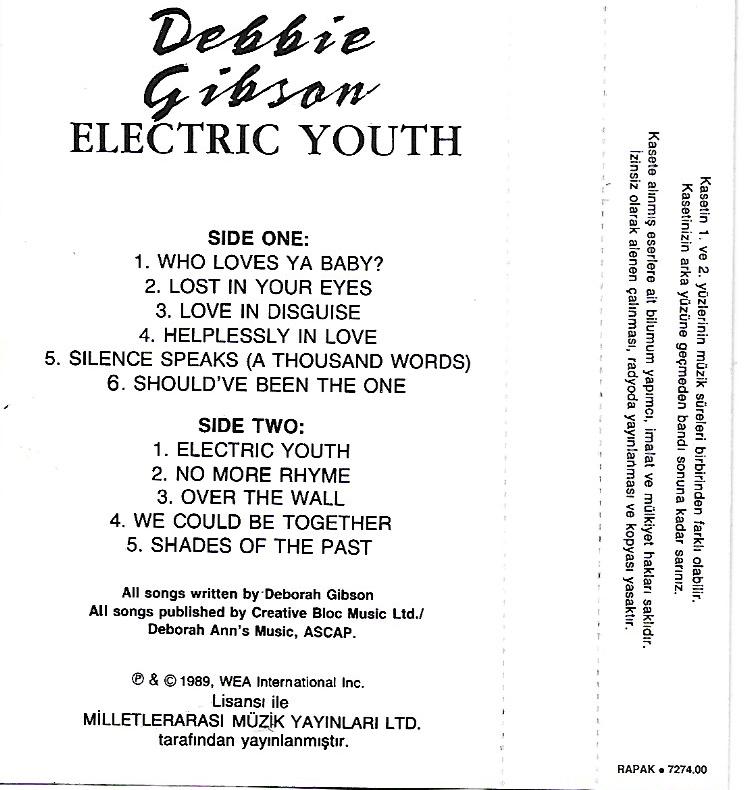 Debbie
Gibson
ELECTRIC YOUTH
SIDE ONE:
1. WHO LOVES YA BABY?
2. LOST IN YOUR EYES
3. LOVE IN DISGUISE
4. HELPLESSLY IN LOVE
5. SILENCE SPEAKS (A THOUSAND WORDS)
6. SHOULD'VE BEEN THE ONE
SIDE TWO:
1. ELECTRIC YOUTH
2. NO MORE RHYME
3. OVER THE WALL
4. WE COULD BE TOGETHER
5. SHADES OF THE PAST
All songs written by Deborah Gibson
All songs published by Creative Bloc Music Ltd./
Deborah Ann's Music, ASCAP.
℗ & © 1989, WEA International Inc.
Lisansı ile
MİLLETLERARASI MÜZİK YAYINLARI LTD.
tarafından yayınlanmıştır.
Kasetin 1. ve 2. yüzlerinin müzik süreleri birbirinden farklı olabilir.
Kasetinizin arka yüzüne geçmeden bandı sonuna kadar sarınız.
Kasete alınmış eserlere ait bilumum yapımcı, imalat ve mülkiyet hakları saklıdır.
İzinsiz olarak alenen çalınması, radyoda yayınlanması ve kopyası yasaktır.
RAPAK • 7274.00